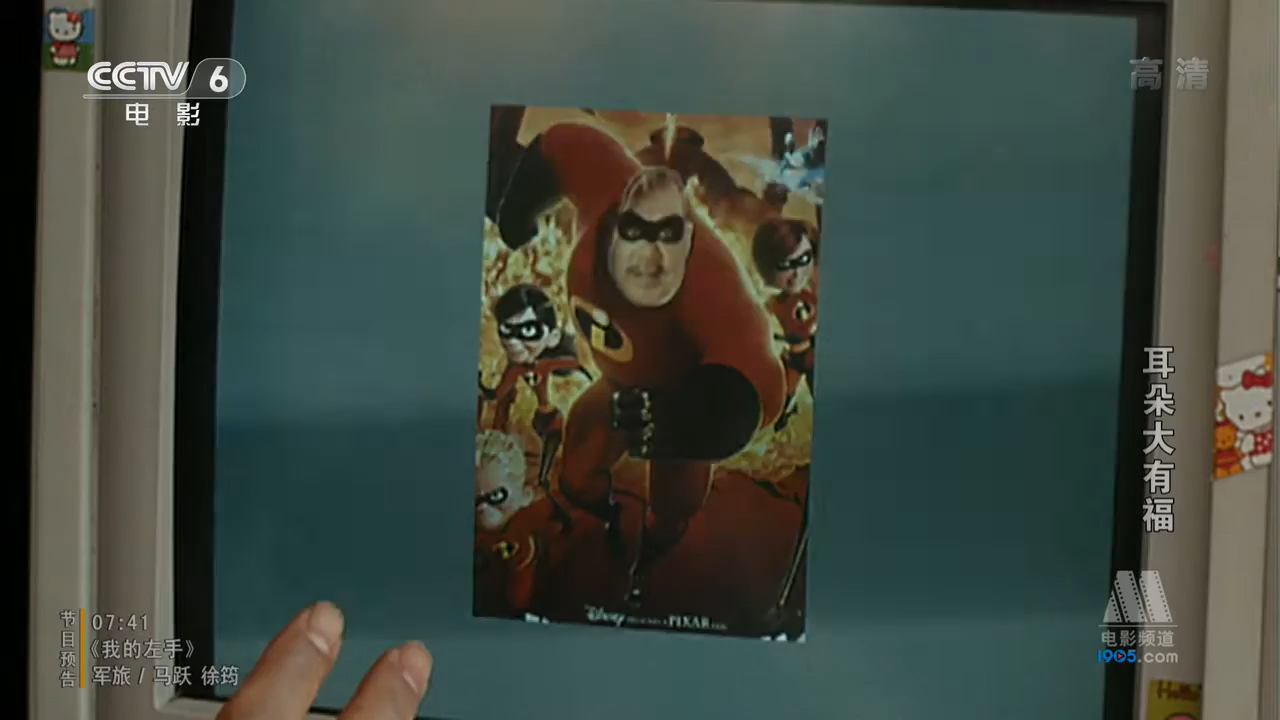 CCTV 6
电影
高清
耳朵大有福
Disney
PIXAR
节目预告
07:41
《我的左手》
军旅 / 马跃 徐筠
电影频道
1905.com
Hello